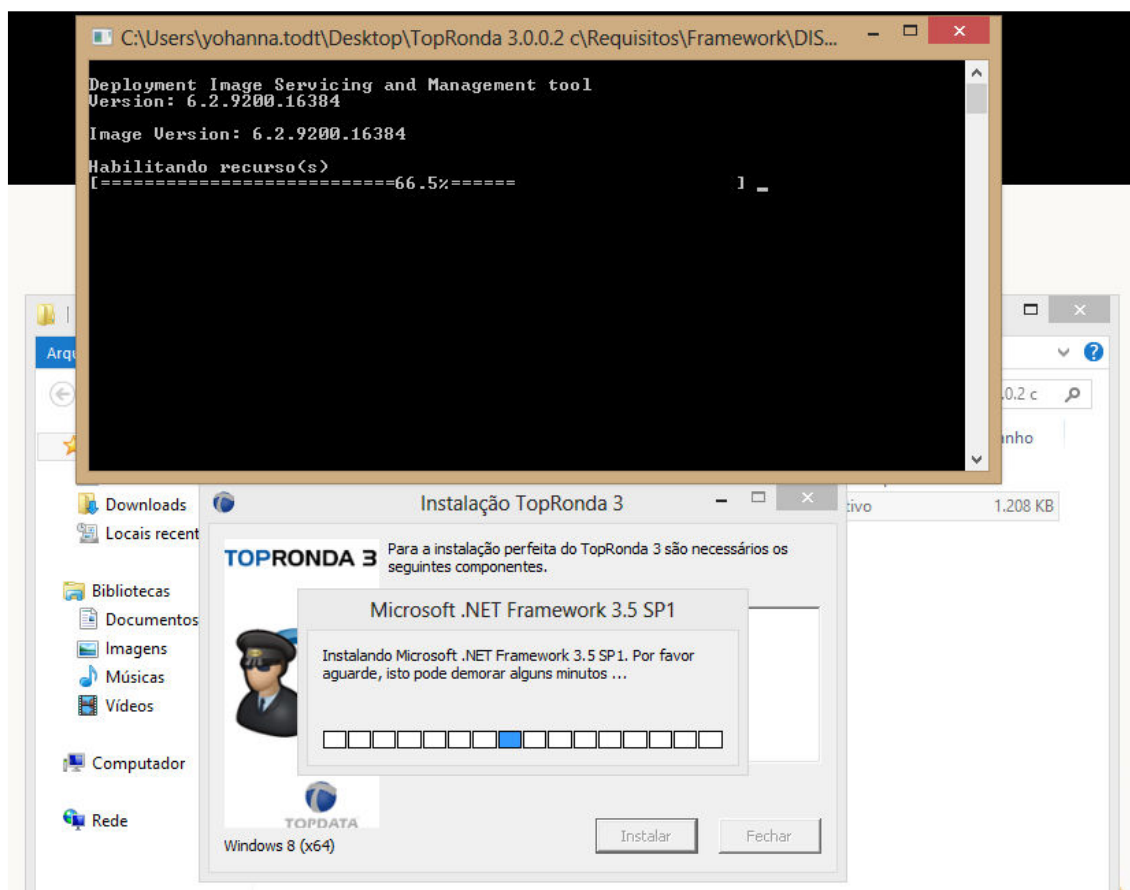 C:\Users\yohanna.todt\Desktop\TopRonda 3.0.0.2 c\Requisitos\Framework\DIS...
Deployment Image Servicing and Management tool
Version: 6.2.9200.16384
Image Version: 6.2.9200.16384
Habilitando recurso(s)
[===========================66.5%====== ] _
Arqu
.0.2 c
anho
Downloads
Locais recent
Bibliotecas
Documentos
Imagens
Músicas
Vídeos
Computador
Rede
tivo
1.208 KB
Instalação TopRonda 3
TOPRONDA 3
Para a instalação perfeita do TopRonda 3 são necessários os
seguintes componentes.
Microsoft .NET Framework 3.5 SP1
Instalando Microsoft .NET Framework 3.5 SP1. Por favor
aguarde, isto pode demorar alguns minutos ...
TOPDATA
Windows 8 (x64)
Instalar
Fechar